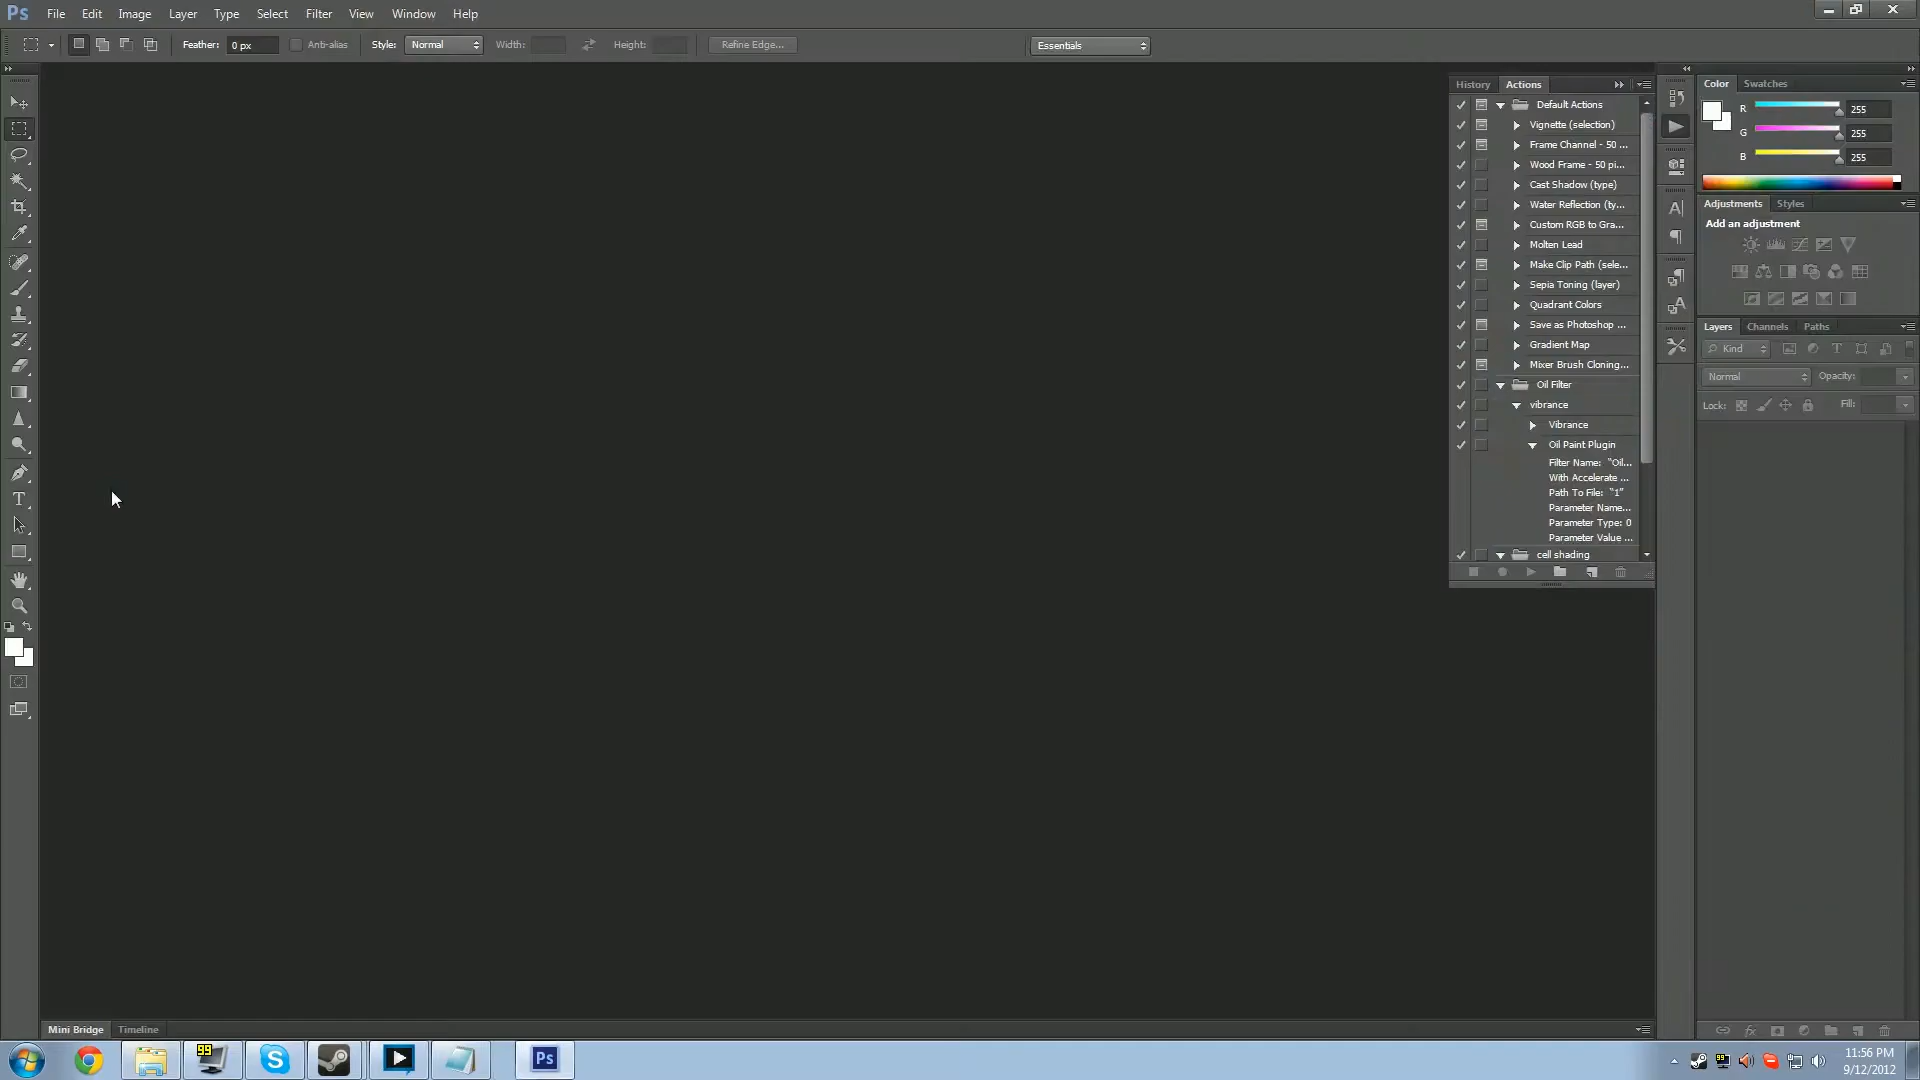 Ps File Edit Image Layer Type Select Filter View Window Help
Feather: 0 px Anti-alias Style: Normal Width: Height: Refine Edge... Essentials
History Actions
Default Actions
Vignette (selection)
Frame Channel - 50 ...
Wood Frame - 50 pi...
Cast Shadow (type)
Water Reflection (ty...
Custom RGB to Gra...
Molten Lead
Make Clip Path (sele...
Sepia Toning (layer)
Quadrant Colors
Save as Photoshop ...
Gradient Map
Mixer Brush Cloning...
Oil Filter
vibrance
Vibrance
Oil Paint Plugin
Filter Name: "Oil...
With Accelerate ...
Path To File: "1"
Parameter Name...
Parameter Type: 0
Parameter Value ...
cell shading
Color Swatches
R 255
G 255
B 255
Adjustments Styles
Add an adjustment
Layers Channels Paths
Kind
Normal Opacity:
Lock: Fill:
Mini Bridge Timeline
99
Ps
99
11:56 PM
9/12/2012